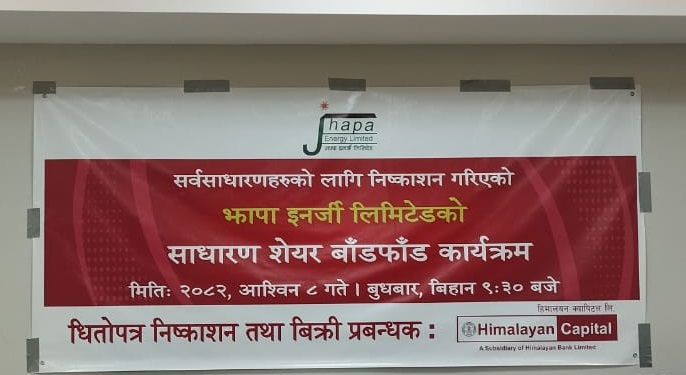 Jhapa
Energy Limited
झापा इनर्जी लिमिटेड
सर्वसाधारणहरुको लागि निष्काशन गरिएको
झापा इनर्जी लिमिटेडको
साधारण शेयर बाँडफाँड कार्यक्रम
मितिः २०८२, आश्विन ८ गते । बुधबार, बिहान ९:३० बजे
हिमालयन क्यापिटल लि.
धितोपत्र निष्काशन तथा बिक्री प्रबन्धक : Himalayan Capital
A Subsidiary of Himalayan Bank Limited